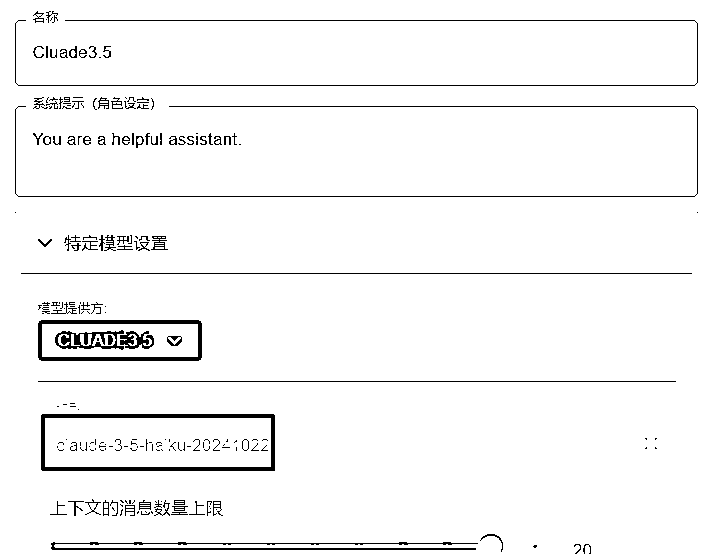 名称
Cluade3.5
系统提示（角色设定）
You are a helpful assistant.
特定模型设置
模型提供方:
CLUADE3.5
claude-3-5-haiku-20241022
上下文的消息数量上限
20